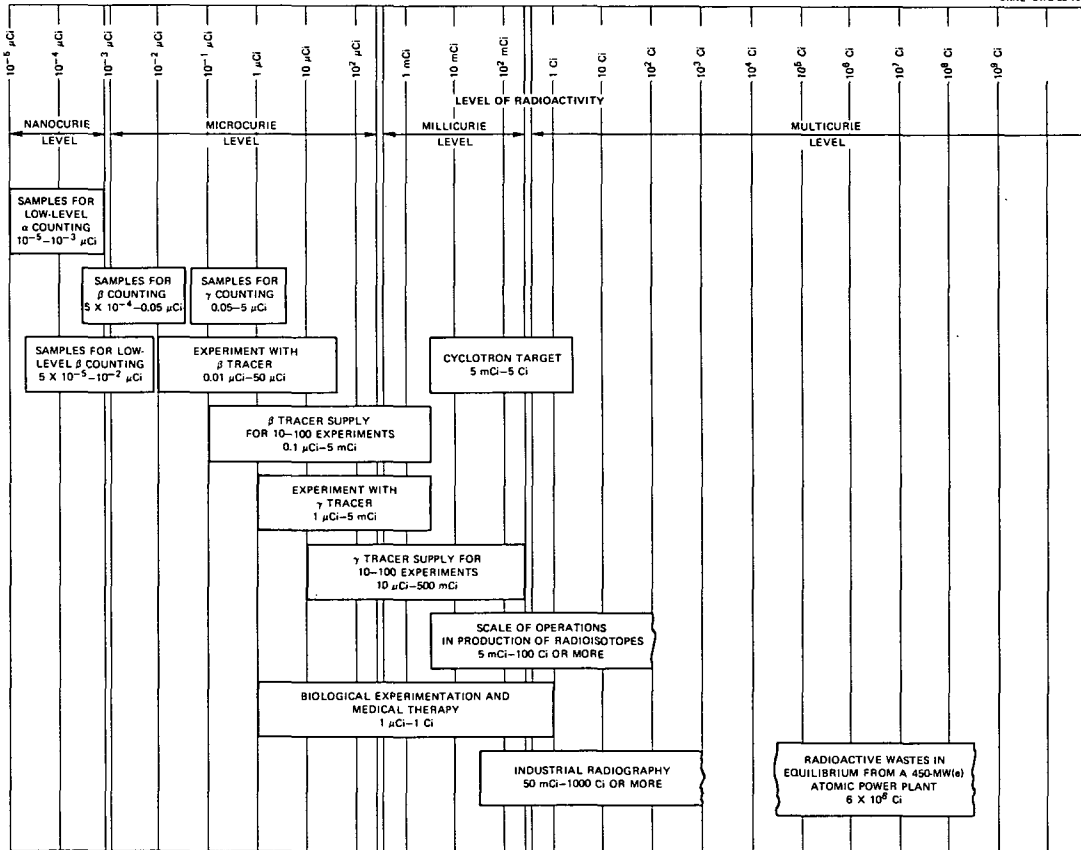 10⁻⁵ μCi
10⁻⁴ μCi
10⁻³ μCi
10⁻² μCi
10⁻¹ μCi
1 μCi
10 μCi
10² μCi
1 mCi
10 mCi
10² mCi
1 Ci
10 Ci
10² Ci
10³ Ci
10⁴ Ci
10⁵ Ci
10⁶ Ci
10⁷ Ci
10⁸ Ci
10⁹ Ci
LEVEL OF RADIOACTIVITY
NANOCURIE
LEVEL
MICROCURIE
LEVEL
MILLICURIE
LEVEL
MULTICURIE
LEVEL
SAMPLES FOR
LOW-LEVEL
α COUNTING
10⁻⁵–10⁻³ μCi
SAMPLES FOR
β COUNTING
5 X 10⁻⁴–0.05 μCi
SAMPLES FOR
γ COUNTING
0.05–5 μCi
SAMPLES FOR LOW-
LEVEL β COUNTING
5 X 10⁻⁵–10⁻² μCi
EXPERIMENT WITH
β TRACER
0.01 μCi–50 μCi
CYCLOTRON TARGET
5 mCi–5 Ci
β TRACER SUPPLY
FOR 10–100 EXPERIMENTS
0.1 μCi–5 mCi
EXPERIMENT WITH
γ TRACER
1 μCi–5 mCi
γ TRACER SUPPLY FOR
10–100 EXPERIMENTS
10 μCi–500 mCi
SCALE OF OPERATIONS
IN PRODUCTION OF RADIOISOTOPES
5 mCi–100 Ci OR MORE
BIOLOGICAL EXPERIMENTATION AND
MEDICAL THERAPY
1 μCi–1 Ci
INDUSTRIAL RADIOGRAPHY
50 mCi–1000 Ci OR MORE
RADIOACTIVE WASTES IN
EQUILIBRIUM FROM A 450-MW(e)
ATOMIC POWER PLANT
6 X 10⁸ Ci